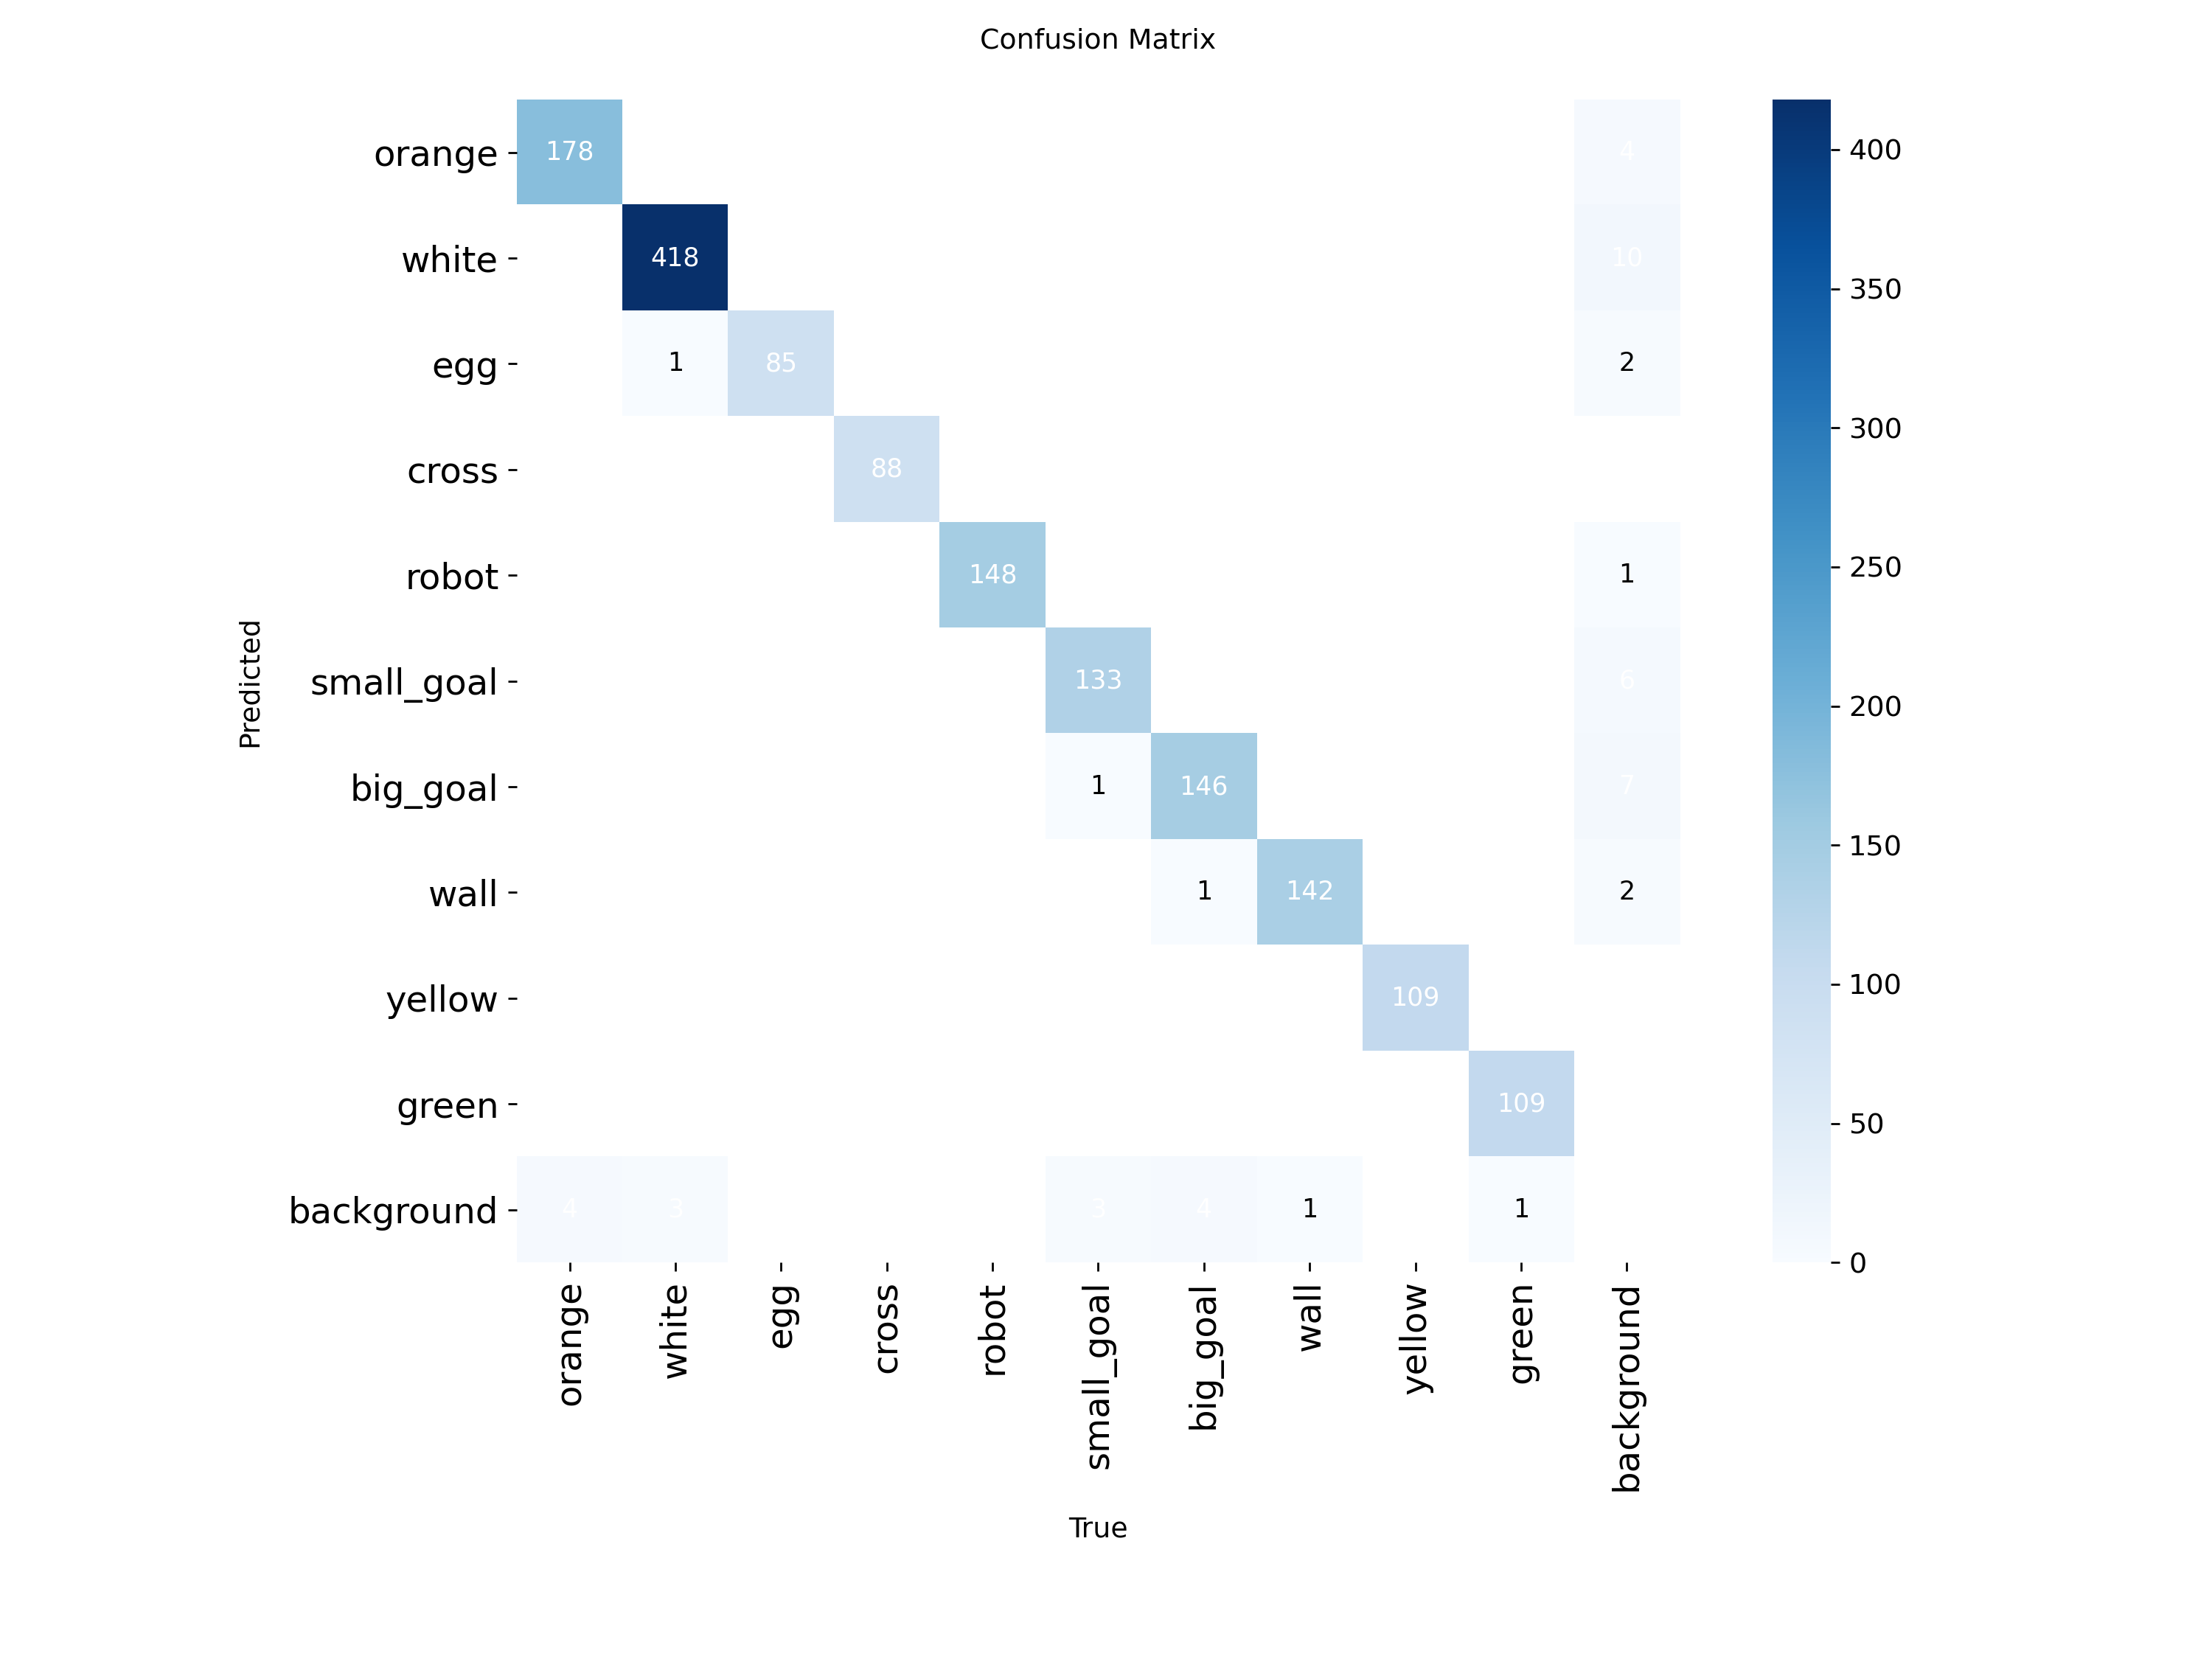 Confusion Matrix
orange 178 4
white 418 10
egg 1 85 2
cross 88
robot 148 1
small_goal 133 6
big_goal 1 146 7
wall 1 142 2
yellow 109
green 109
background 4 3 3 4 1 1
orange white egg cross robot small_goal big_goal wall yellow green background
Predicted
True
400
350
300
250
200
150
100
50
0